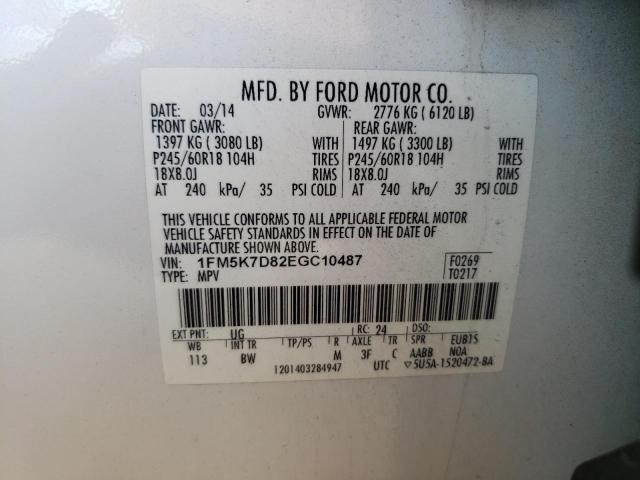 MFD. BY FORD MOTOR CO.
DATE: 03/14 GVWR: 2776 KG ( 6120 LB)
FRONT GAWR: REAR GAWR:
1397 KG ( 3080 LB) WITH 1497 KG ( 3300 LB) WITH
P245/60R18 104H TIRES P245/60R18 104H TIRES
18X8.0J RIMS 18X8.0J RIMS
AT 240 kPa/ 35 PSI COLD AT 240 kPa/ 35 PSI COLD
THIS VEHICLE CONFORMS TO ALL APPLICABLE FEDERAL MOTOR
VEHICLE SAFETY STANDARDS IN EFFECT ON THE DATE OF
MANUFACTURE SHOWN ABOVE.
VIN: 1FM5K7D82EGC10487 F0269
TYPE: MPV T0217
EXT PNT: UG RC: 24 DSO:
WB INT TR TP/PS R AXLE TR SPR EUB1S
113 BW M 3F C AABB N0A
1201403284947 UTC ▽5U5A-1520472-BA